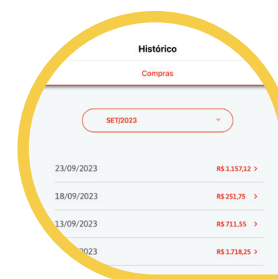 Histórico
Compras
SET/2023
23/09/2023 R$ 1.157,12 >
18/09/2023 R$ 251,75 >
13/09/2023 R$ 711,55 >
/2023 R$ 1.718,25 >